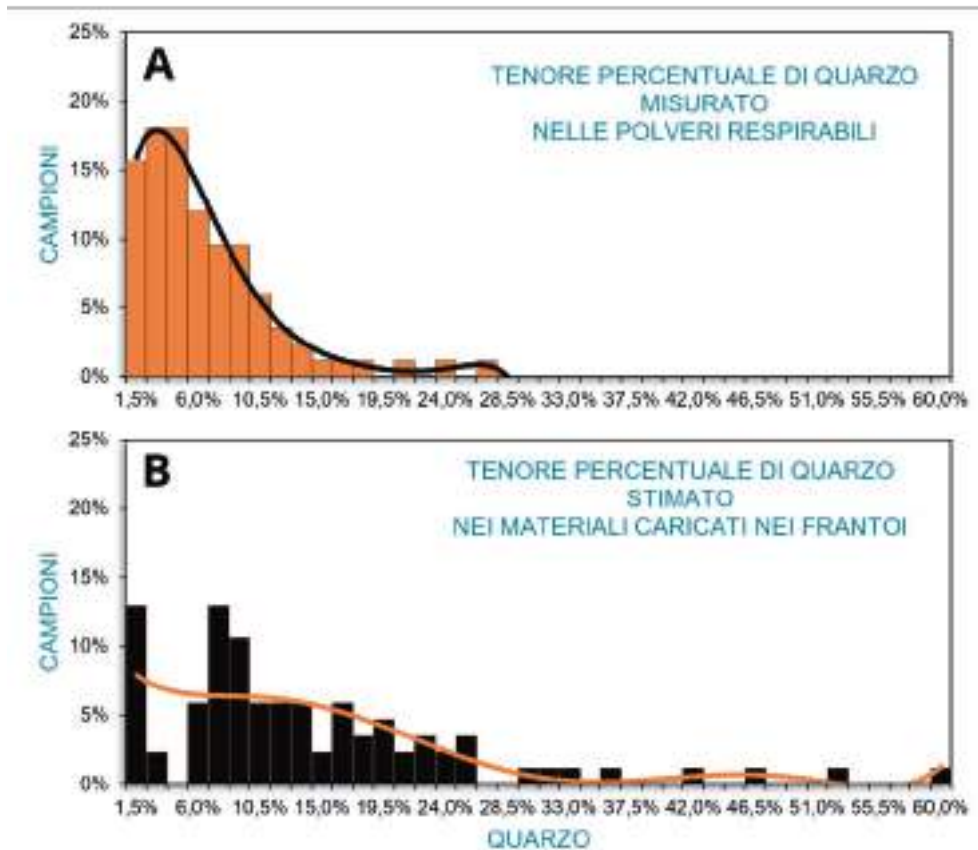 25%
A
TENORE PERCENTUALE DI QUARZO
MISURATO
NELLE POLVERI RESPIRABILI
20%
15%
10%
5%
0%
CAMPIONI
1,5% 6,0% 10,5% 15,0% 19,5% 24,0% 28,5% 33,0% 37,5% 42,0% 46,5% 51,0% 55,5% 60,0%
25%
B
TENORE PERCENTUALE DI QUARZO
STIMATO
NEI MATERIALI CARICATI NEI FRANTOI
20%
15%
10%
5%
0%
CAMPIONI
1,5% 6,0% 10,5% 15,0% 19,5% 24,0% 28,5% 33,0% 37,5% 42,0% 46,5% 51,0% 55,5% 60,0%
QUARZO